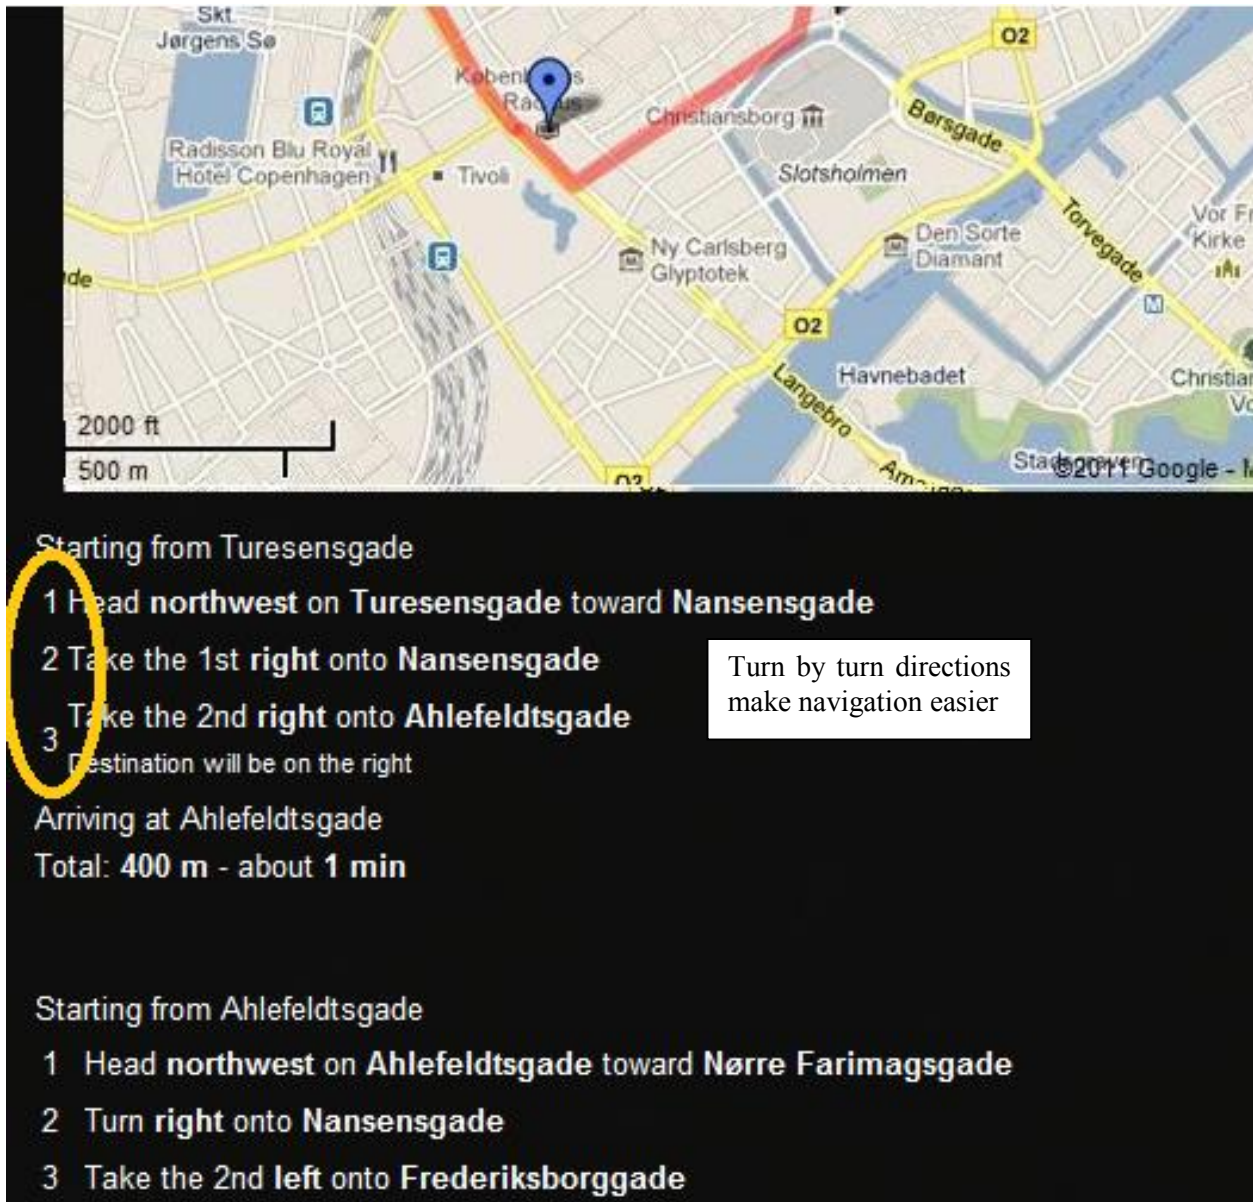 Skt
Jørgens Sø
Christiansborg
Børsgade
O2
Radisson Blu Royal
Hotel Copenhagen
Tivoli
Slotsholmen
Torvegade
Kirke
Ny Carlsberg
Glyptotek
Den Sorte
Diamant
M
O2
Langebro
Havnebadet
2000 ft
500 m
©2011 Google -
O2
Starting from Turesensgade
1 Head northwest on Turesensgade toward Nansensgade
2 Take the 1st right onto Nansensgade
3 Take the 2nd right onto Ahlefeldtsgade
Destination will be on the right
Turn by turn directions
make navigation easier
Arriving at Ahlefeldtsgade
Total: 400 m - about 1 min
Starting from Ahlefeldtsgade
1 Head northwest on Ahlefeldtsgade toward Nørre Farimagsgade
2 Turn right onto Nansensgade
3 Take the 2nd left onto Frederiksborggade